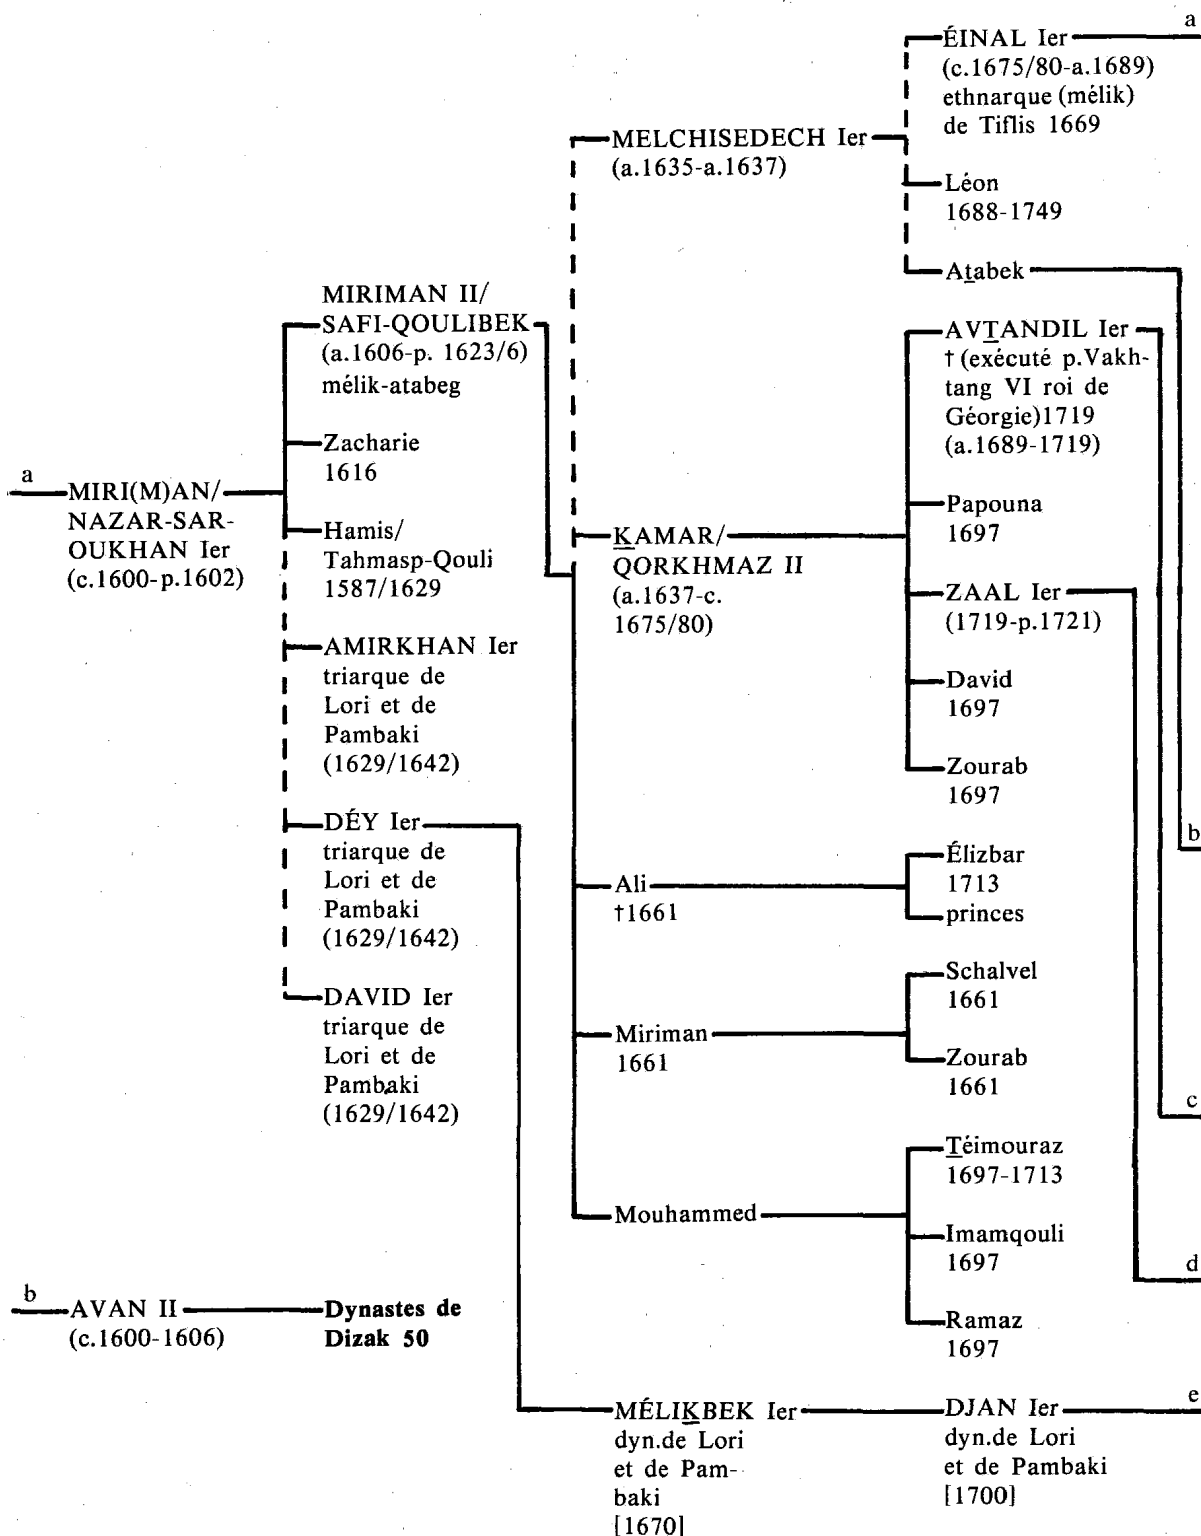 a
MIRI(M)AN/
NAZAR-SAR-
OUKHAN Ier
(c.1600-p.1602)
b
AVAN II
(c.1600-1606)
MIRIMAN II/
SAFI-QOULIBEK
(a.1606-p. 1623/6)
mélik-atabeg
Zacharie
1616
Hamis/
Tahmasp-Qouli
1587/1629
AMIRKHAN Ier
triarque de
Lori et de
Pambaki
(1629/1642)
DÉY Ier
triarque de
Lori et de
Pambaki
(1629/1642)
DAVID Ier
triarque de
Lori et de
Pambaki
(1629/1642)
Dynastes de
Dizak 50
MELCHISEDECH Ier
(a.1635-a.1637)
KAMAR/
QORKHMAZ II
(a.1637-c.
1675/80)
Ali
†1661
Miriman
1661
Mouhammed
MÉLIKBEK Ier
dyn.de Lori
et de Pam-
baki
[1670]
a
ÉINAL Ier
(c.1675/80-a.1689)
ethnarque (mélik)
de Tiflis 1669
Léon
1688-1749
Atabek
AVTANDIL Ier
† (exécuté p.Vakh-
tang VI roi de
Géorgie)1719
(a.1689-1719)
Papouna
1697
ZAAL Ier
(1719-p.1721)
David
1697
Zourab
1697
b
Élizbar
1713
princes
Schalvel
1661
Zourab
1661
c
Téimouraz
1697-1713
Imamqouli
1697
d
Ramaz
1697
e
DJAN Ier
dyn.de Lori
et de Pambaki
[1700]